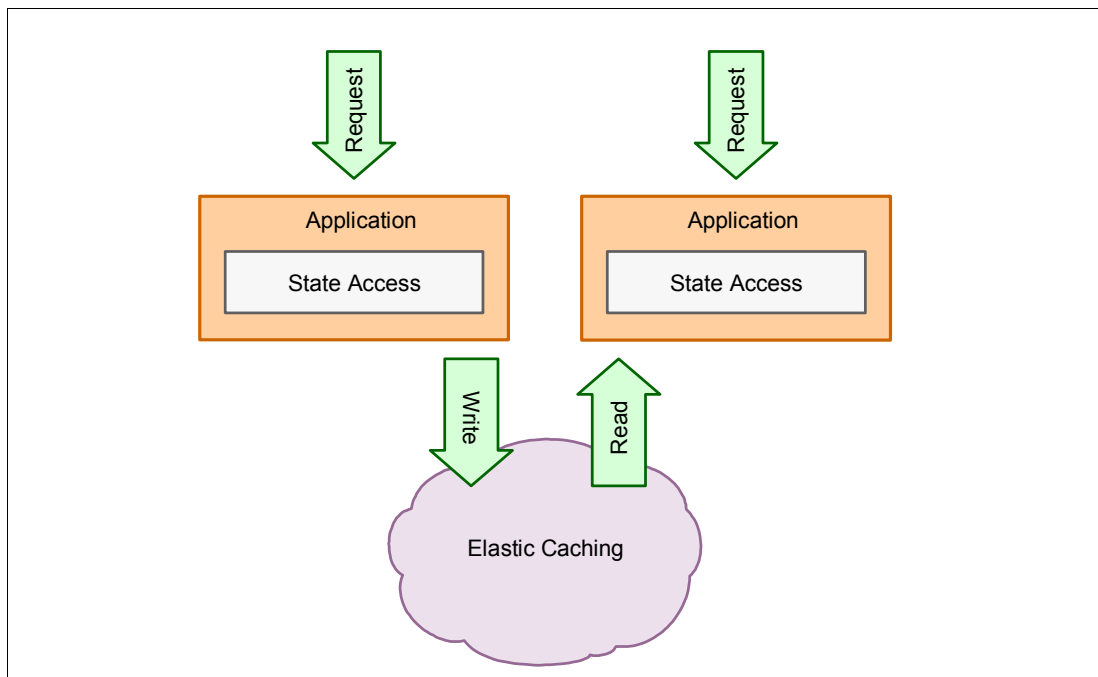 Request
Request
Application
Application
State Access
State Access
Write
Read
Elastic Caching